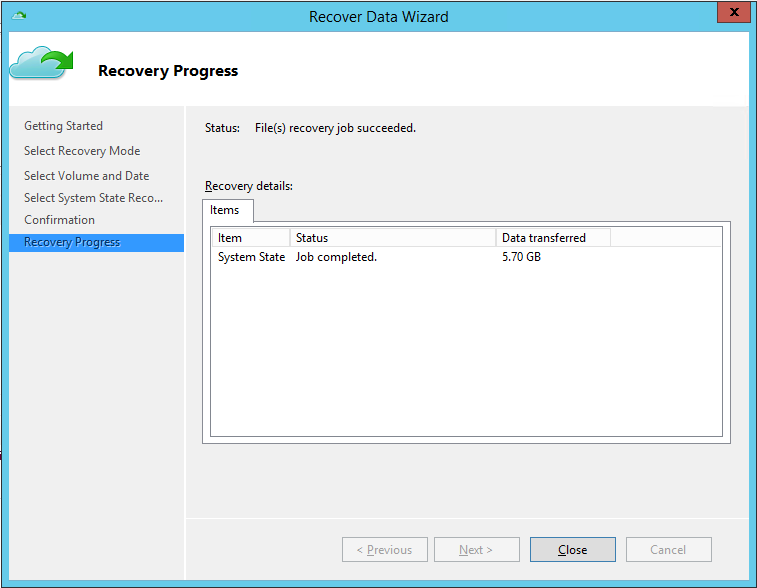 Recover Data Wizard
x
Recovery Progress
Getting Started
Select Recovery Mode
Select Volume and Date
Select System State Reco...
Confirmation
Recovery Progress
Status: File(s) recovery job succeeded.
Recovery details:
Items
Item Status Data transferred
System State Job completed. 5.70 GB
< Previous Next > Close Cancel